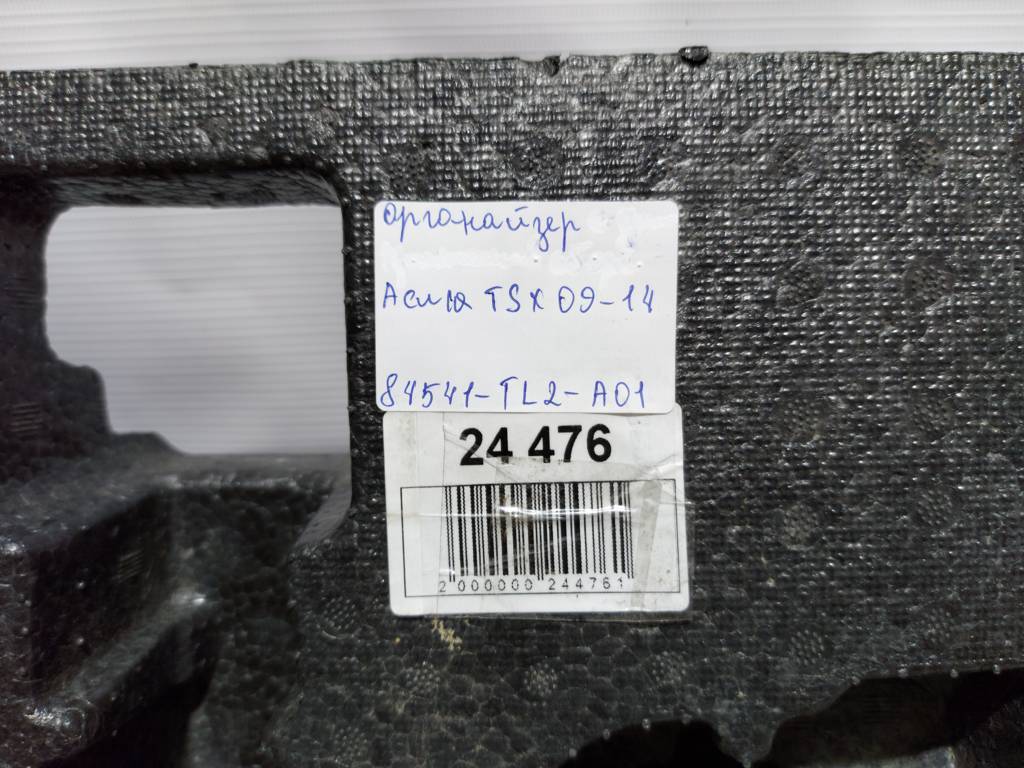 органайзер
Acura TSX 09-14
84541-TL2-A01
24 476
2 000000 244761